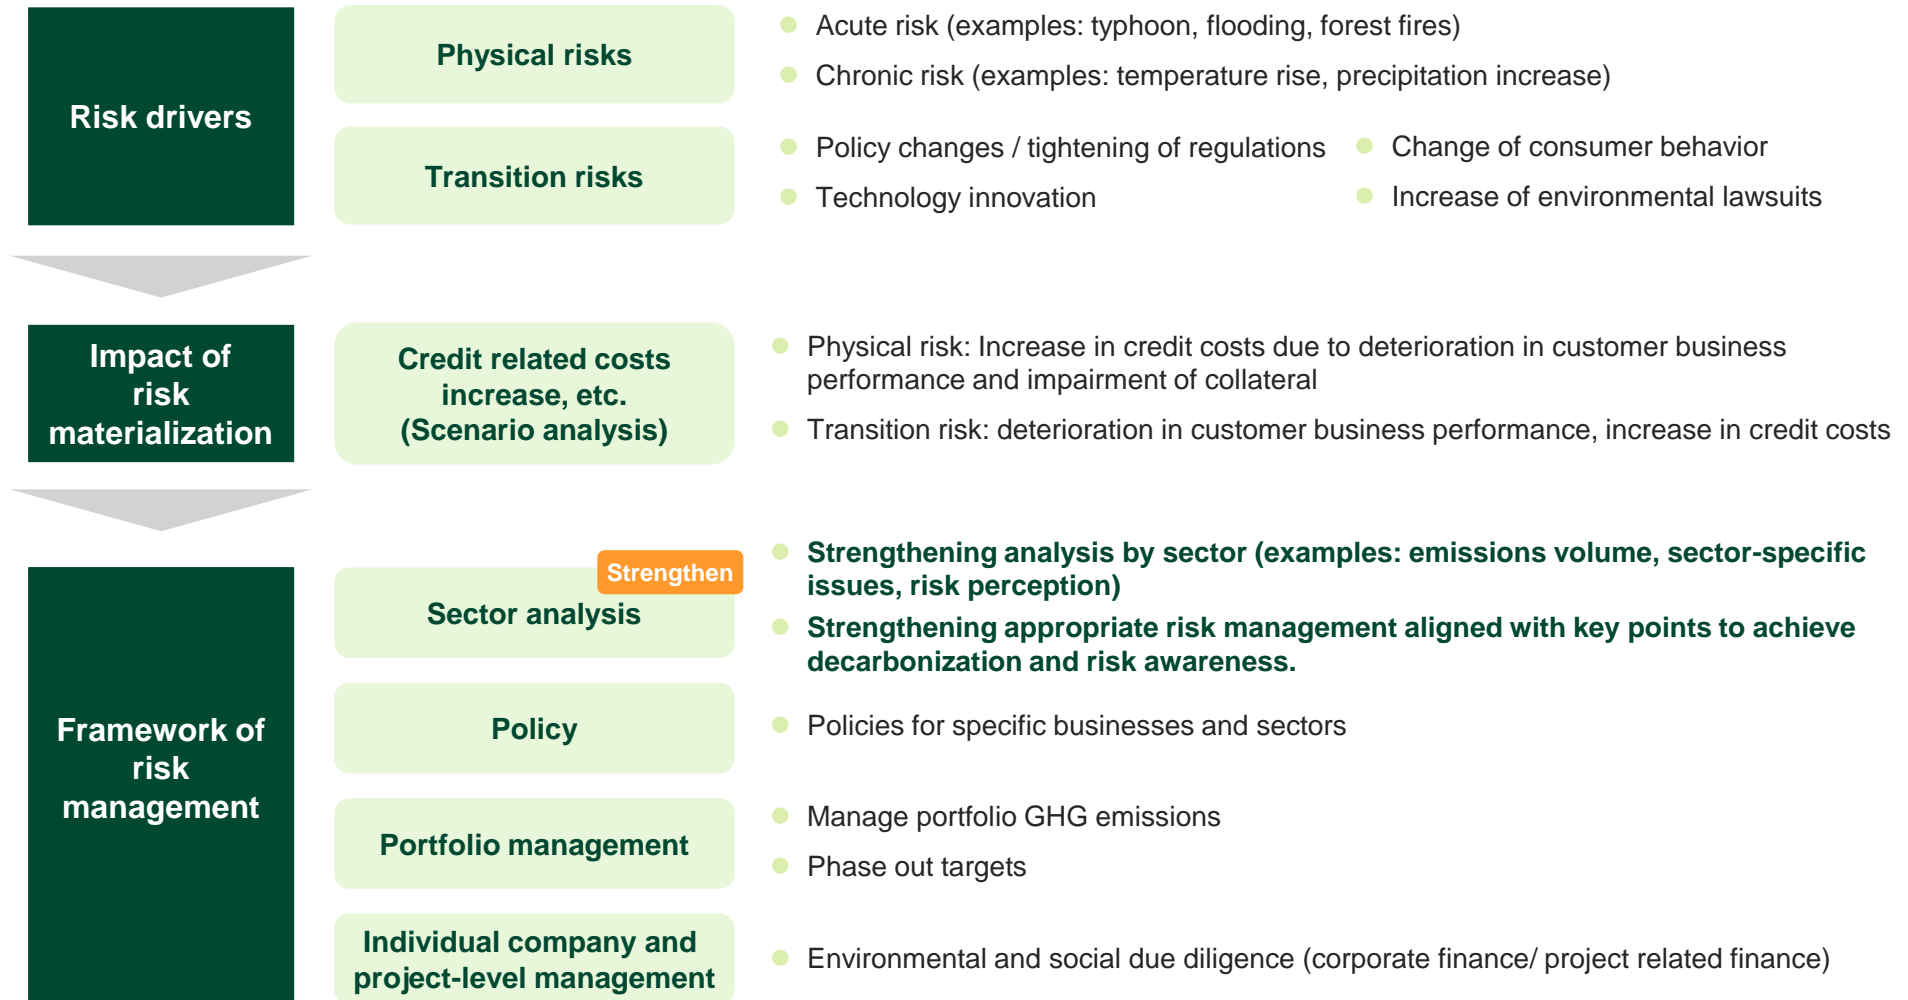 Risk drivers
Physical risks
Acute risk (examples: typhoon, flooding, forest fires)
Chronic risk (examples: temperature rise, precipitation increase)
Transition risks
Policy changes / tightening of regulations
Change of consumer behavior
Technology innovation
Increase of environmental lawsuits
Impact of
risk
materialization
Credit related costs
increase, etc.
(Scenario analysis)
Physical risk: Increase in credit costs due to deterioration in customer business
performance and impairment of collateral
Transition risk: deterioration in customer business performance, increase in credit costs
Framework of
risk
management
Strengthen
Sector analysis
Strengthening analysis by sector (examples: emissions volume, sector-specific
issues, risk perception)
Strengthening appropriate risk management aligned with key points to achieve
decarbonization and risk awareness.
Policy
Policies for specific businesses and sectors
Portfolio management
Manage portfolio GHG emissions
Phase out targets
Individual company and
project-level management
Environmental and social due diligence (corporate finance/ project related finance)